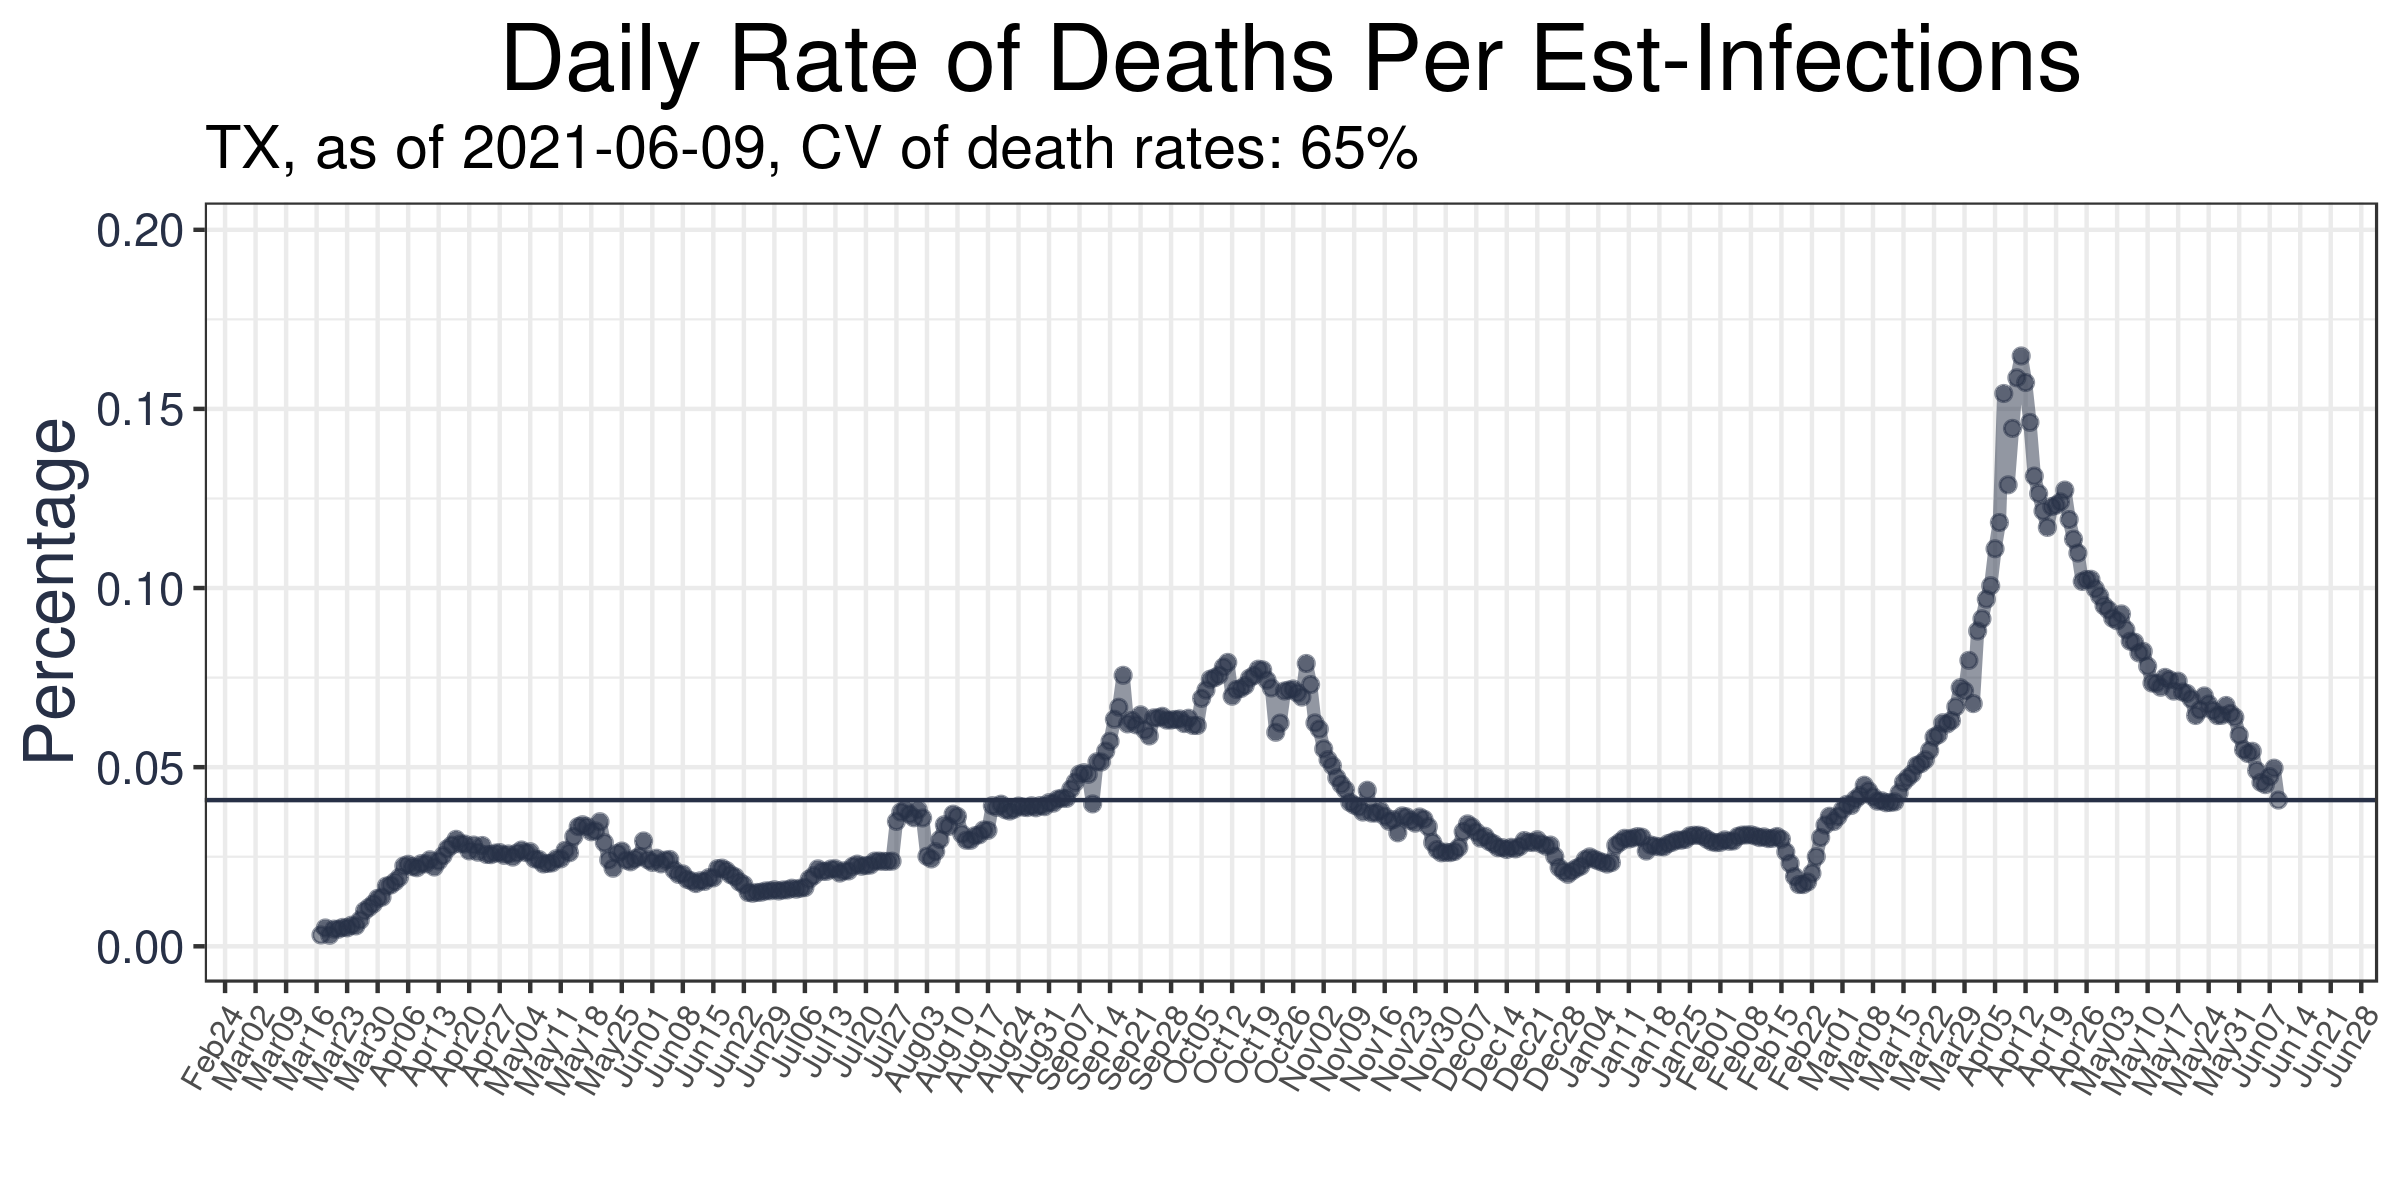 Daily Rate of Deaths Per Est-Infections
TX, as of 2021-06-09, CV of death rates: 65%
Percentage
0.20
0.15
0.10
0.05
0.00
Feb24
Mar02
Mar09
Mar16
Mar23
Mar30
Apr06
Apr13
Apr20
Apr27
May04
May11
May18
May25
Jun01
Jun08
Jun15
Jun22
Jun29
Jul06
Jul13
Jul20
Jul27
Aug03
Aug10
Aug17
Aug24
Aug31
Sep07
Sep14
Sep21
Sep28
Oct05
Oct12
Oct19
Oct26
Nov02
Nov09
Nov16
Nov23
Nov30
Dec07
Dec14
Dec21
Dec28
Jan04
Jan11
Jan18
Jan25
Feb01
Feb08
Feb15
Feb22
Mar01
Mar08
Mar15
Mar22
Mar29
Apr05
Apr12
Apr19
Apr26
May03
May10
May17
May24
May31
Jun07
Jun14
Jun21
Jun28